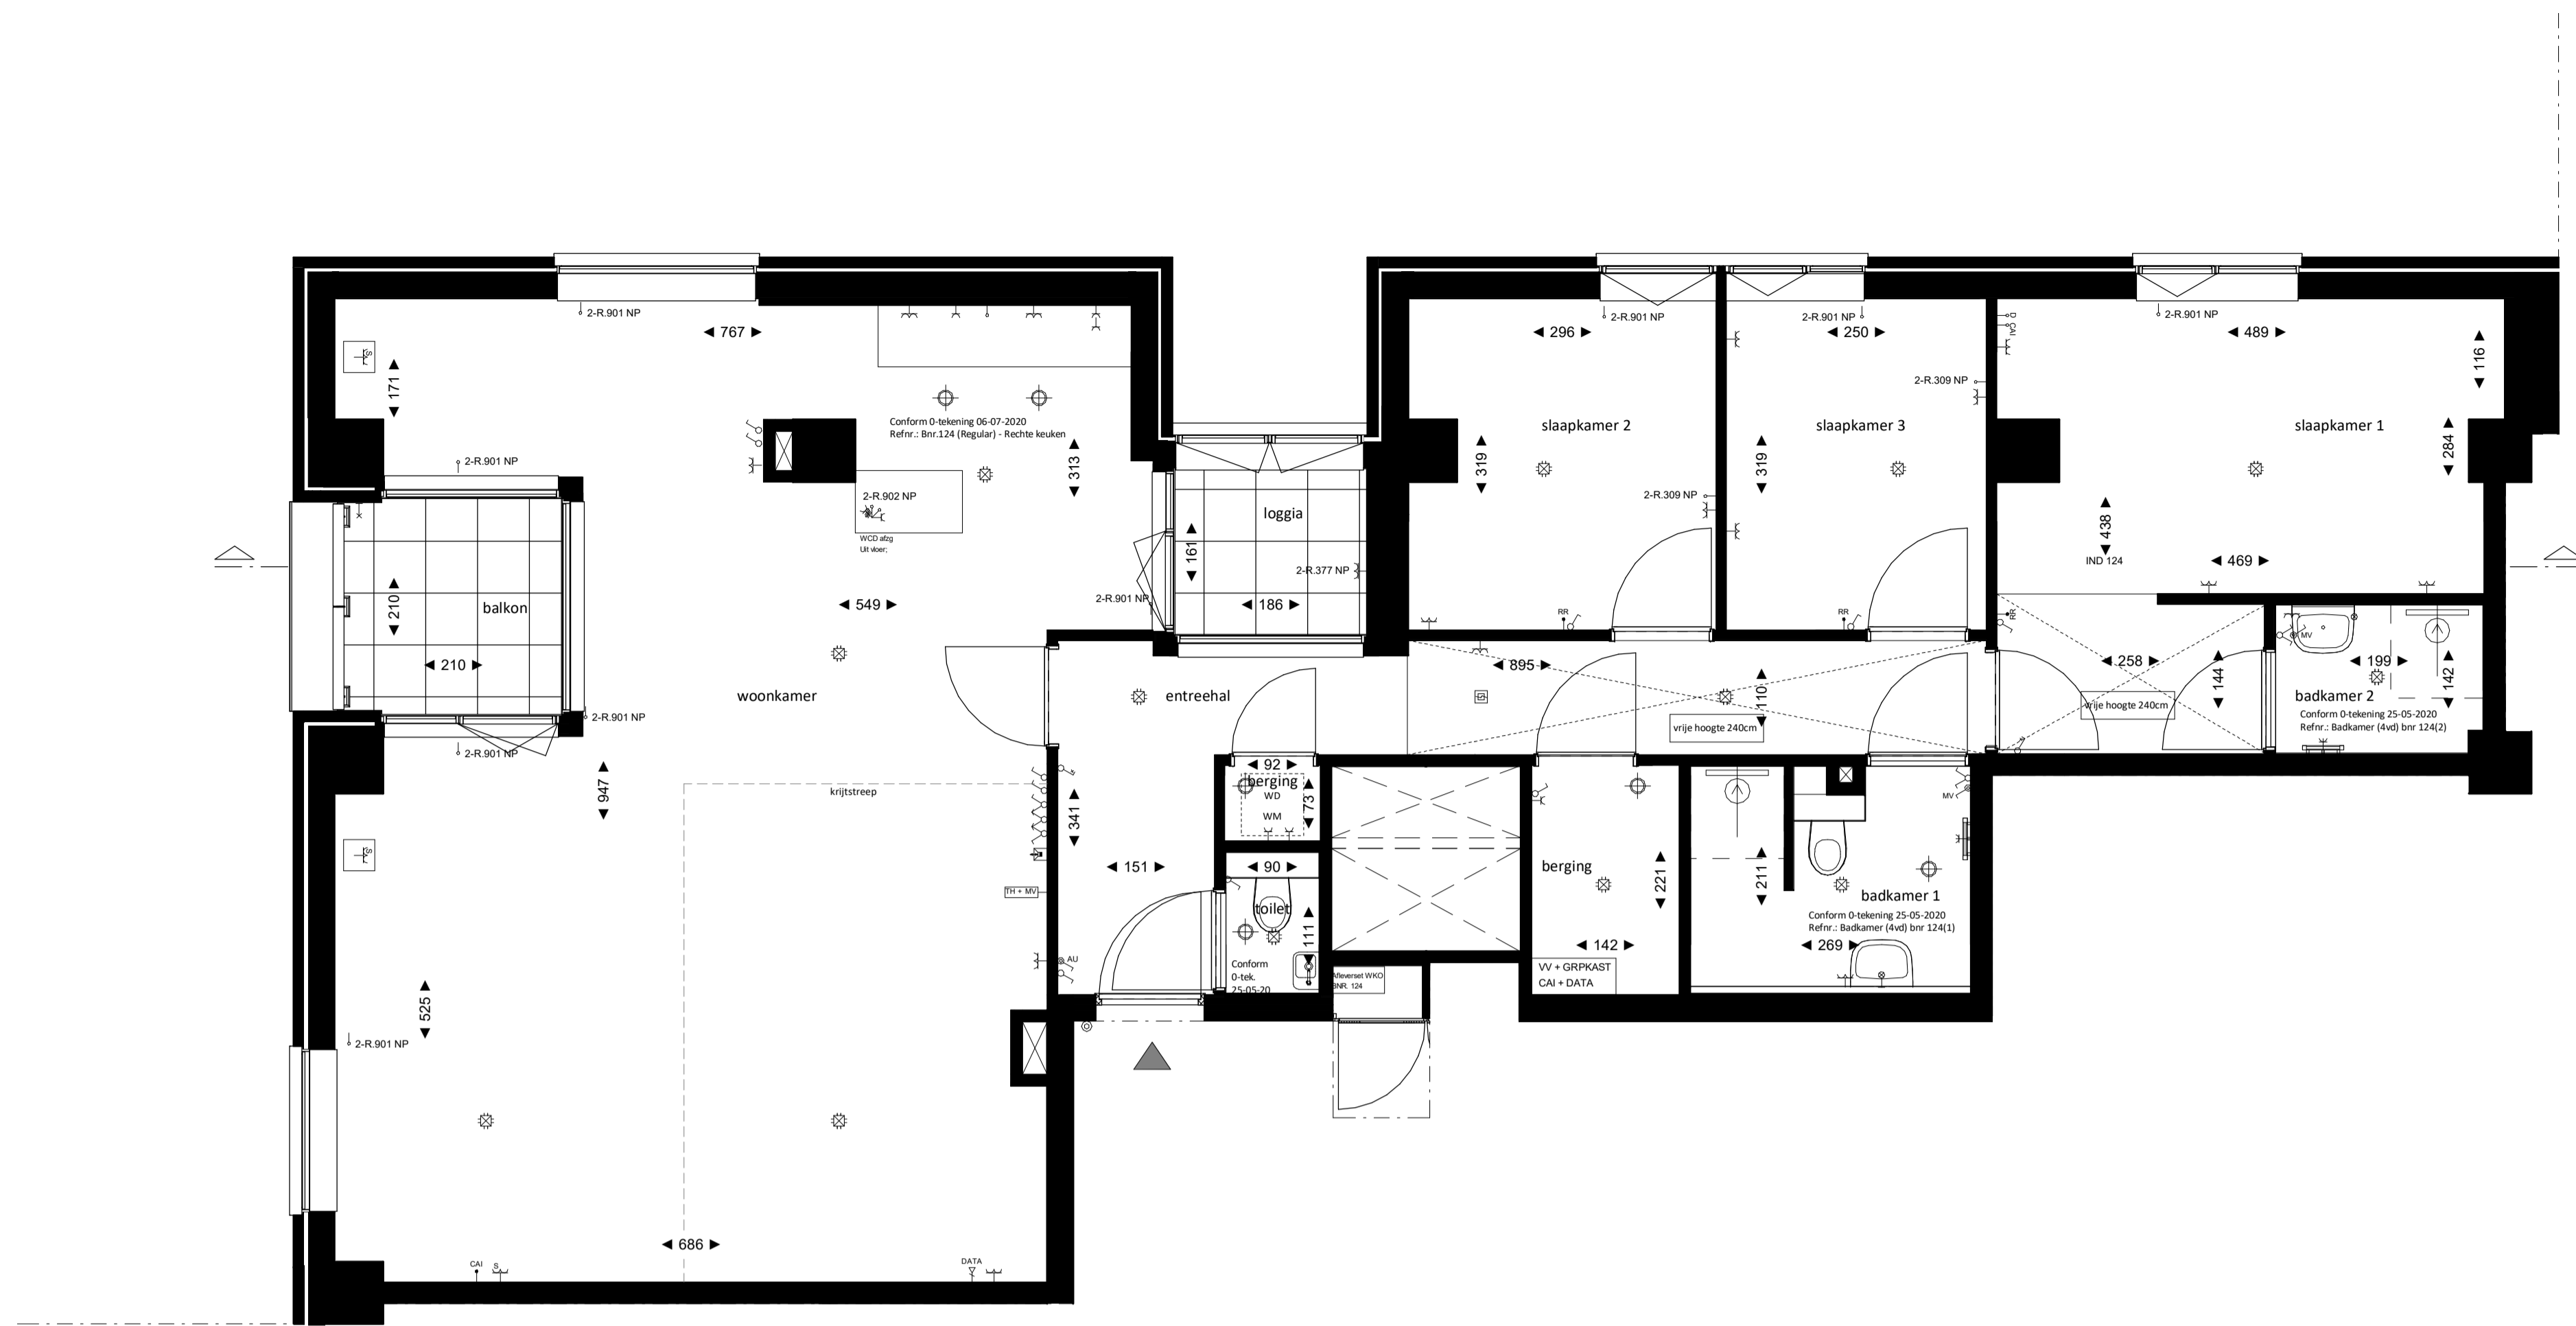 2-R.901 NP
◄ 767 ►
▲ 171 ▼
S
Conform 0-tekening 06-07-2020
Refnr.: Bnr.124 (Regular) - Rechte keuken
▲ 313 ▼
2-R.901 NP
2-R.902 NP
WCD afzg
Uit vloer;
balkon
▲ 210 ▼
◄ 210 ►
◄ 549 ►
2-R.901 NP
2-R.901 NP
2-R.901 NP
woonkamer
▲ 947 ▼
krijtstreep
S
▲ 525 ▼
2-R.901 NP
TH + MV
◄ 686 ►
CAI
S
DATA
loggia
▲ 161 ▼
2-R.377 NP
◄ 186 ►
entreehal
▲ 341 ▼
◄ 151 ►
AU
◄ 92 ►
berging
WD
WM
▲ 73 ▼
◄ 90 ►
toilet
▲ 111 ▼
Conform
0-tek.
25-05-20
Afleverset WKO
BNR. 124
◄ 296 ►
2-R.901 NP
slaapkamer 2
▲ 319 ▼
2-R.309 NP
RR
2-R.901 NP
◄ 250 ►
2-R.309 NP
slaapkamer 3
▲ 319 ▼
RR
D
CAI
2-R.901 NP
◄ 489 ►
▲ 116 ▼
slaapkamer 1
▲ 284 ▼
▲ 438 ▼
IND 124
◄ 469 ►
RR
◄ 895 ►
▲ 110 ▼
vrije hoogte 240cm
◄ 258 ►
▲ 144 ▼
vrije hoogte 240cm
MV
◄ 199 ►
▲ 142 ▼
badkamer 2
Conform 0-tekening 25-05-2020
Refnr.: Badkamer (4vd) bnr 124(2)
berging
▲ 221 ▼
◄ 142 ►
VV + GRPKAST
CAI + DATA
▲ 211 ▼
MV
badkamer 1
Conform 0-tekening 25-05-2020
Refnr.: Badkamer (4vd) bnr 124(1)
◄ 269 ►